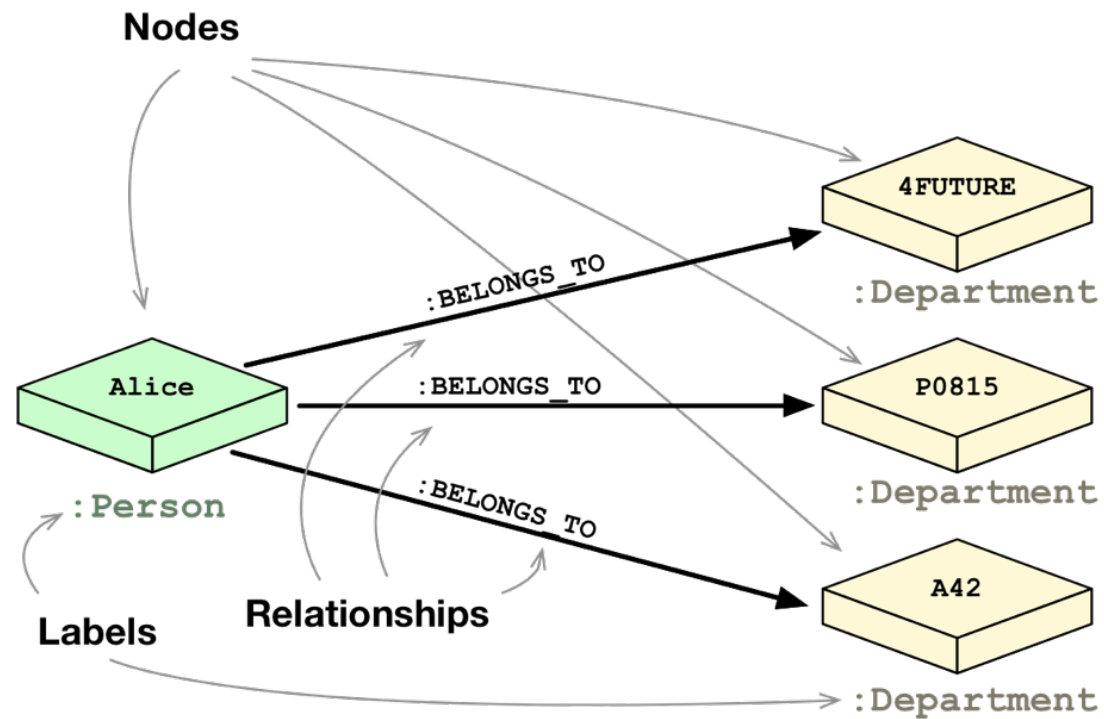 Nodes
4FUTURE
:BELONGS_TO
:Department
Alice
:BELONGS_TO
P0815
:Person
:BELONGS_TO
:Department
A42
Relationships
Labels
:Department